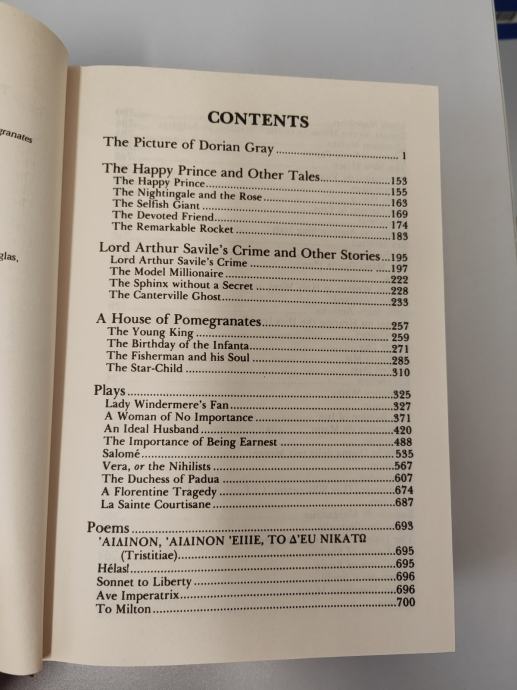 granates
glas,
CONTENTS
The Picture of Dorian Gray 1
The Happy Prince and Other Tales 153
The Happy Prince 155
The Nightingale and the Rose 163
The Selfish Giant 169
The Devoted Friend 174
The Remarkable Rocket 183
Lord Arthur Savile's Crime and Other Stories 195
Lord Arthur Savile's Crime 197
The Model Millionaire 222
The Sphinx without a Secret 228
The Canterville Ghost 233
A House of Pomegranates 257
The Young King 259
The Birthday of the Infanta 271
The Fisherman and his Soul 285
The Star-Child 310
Plays 325
Lady Windermere's Fan 327
A Woman of No Importance 371
An Ideal Husband 420
The Importance of Being Earnest 488
Salomé 535
Vera, or the Nihilists 567
The Duchess of Padua 607
A Florentine Tragedy 674
La Sainte Courtisane 687
Poems 693
'ΑΙΛΙΝΟΝ, 'ΑΙΛΙΝΟΝ 'ΕΙΠΕ, ΤΟ Δ'ΕU ΝΙΚΑΤΩ
(Tristitiae) 695
Hélas! 695
Sonnet to Liberty 696
Ave Imperatrix 696
To Milton 700